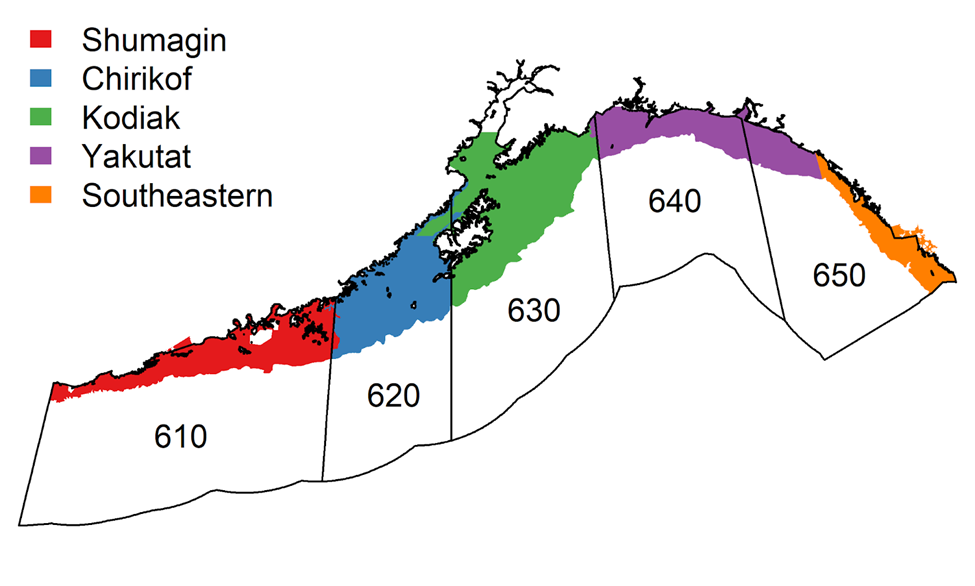 Shumagin
Chirikof
Kodiak
Yakutat
Southeastern
640
650
630
620
610